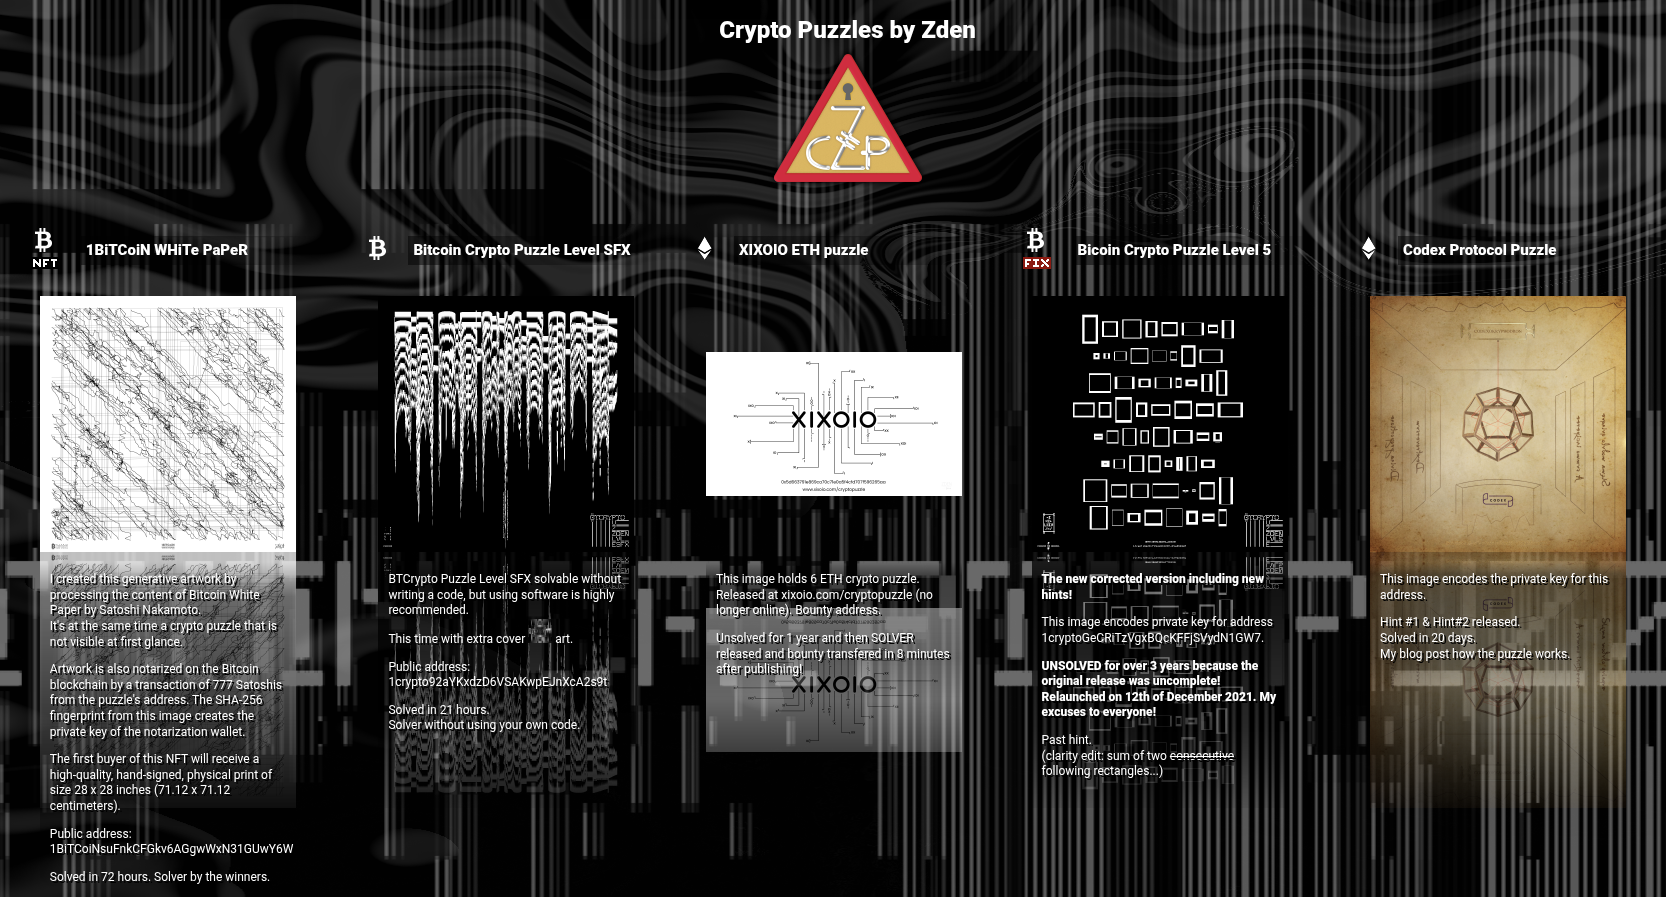 Crypto Puzzles by Zden
CZP
1BiTCoiN WHiTe PaPeR
NFT
I created this generative artwork by
processing the content of Bitcoin White
Paper by Satoshi Nakamoto.
It's at the same time a crypto puzzle that is
not visible at first glance.
Artwork is also notarized on the Bitcoin
blockchain by a transaction of 777 Satoshis
from the puzzle's address. The SHA-256
fingerprint from this image creates the
private key of the notarization wallet.
The first buyer of this NFT will receive a
high-quality, hand-signed, physical print of
size 28 x 28 inches (71.12 x 71.12
centimeters).
Public address:
1BiTCoiNsuFnkCFGkv6AGgwWxN31GUwY6W
Solved in 72 hours. Solver by the winners.
Bitcoin Crypto Puzzle Level SFX
BTCrypto Puzzle Level SFX solvable without
writing a code, but using software is highly
recommended.
This time with extra cover art.
Public address:
1crypto92aYKxdzD6VSAKwpEJnXcA2s9t
Solved in 21 hours.
Solver without using your own code.
XIXOIO ETH puzzle
XIXOIO
www.xixoio.com/cryptopuzzle
This image holds 6 ETH crypto puzzle.
Released at xixoio.com/cryptopuzzle (no
longer online). Bounty address.
Unsolved for 1 year and then SOLVER
released and bounty transfered in 8 minutes
after publishing!
XIXOIO
Bicoin Crypto Puzzle Level 5
FIX
The new corrected version including new
hints!
This image encodes private key for address
1cryptoGeCRiTzVgxBQcKFFjSVydN1GW7.
UNSOLVED for over 3 years because the
original release was uncomplete!
Relaunched on 12th of December 2021. My
excuses to everyone!
Past hint.
(clarity edit: sum of two consecutive
following rectangles...)
Codex Protocol Puzzle
CODEX
This image encodes the private key for this
address.
Hint #1 & Hint#2 released.
Solved in 20 days.
My blog post how the puzzle works.